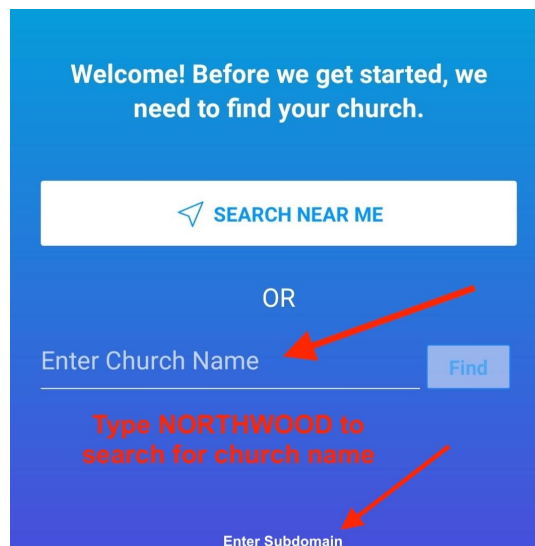 Welcome! Before we get started, we
need to find your church.
SEARCH NEAR ME
OR
Enter Church Name
Find
Type NORTHWOOD to
search for church name
Enter Subdomain